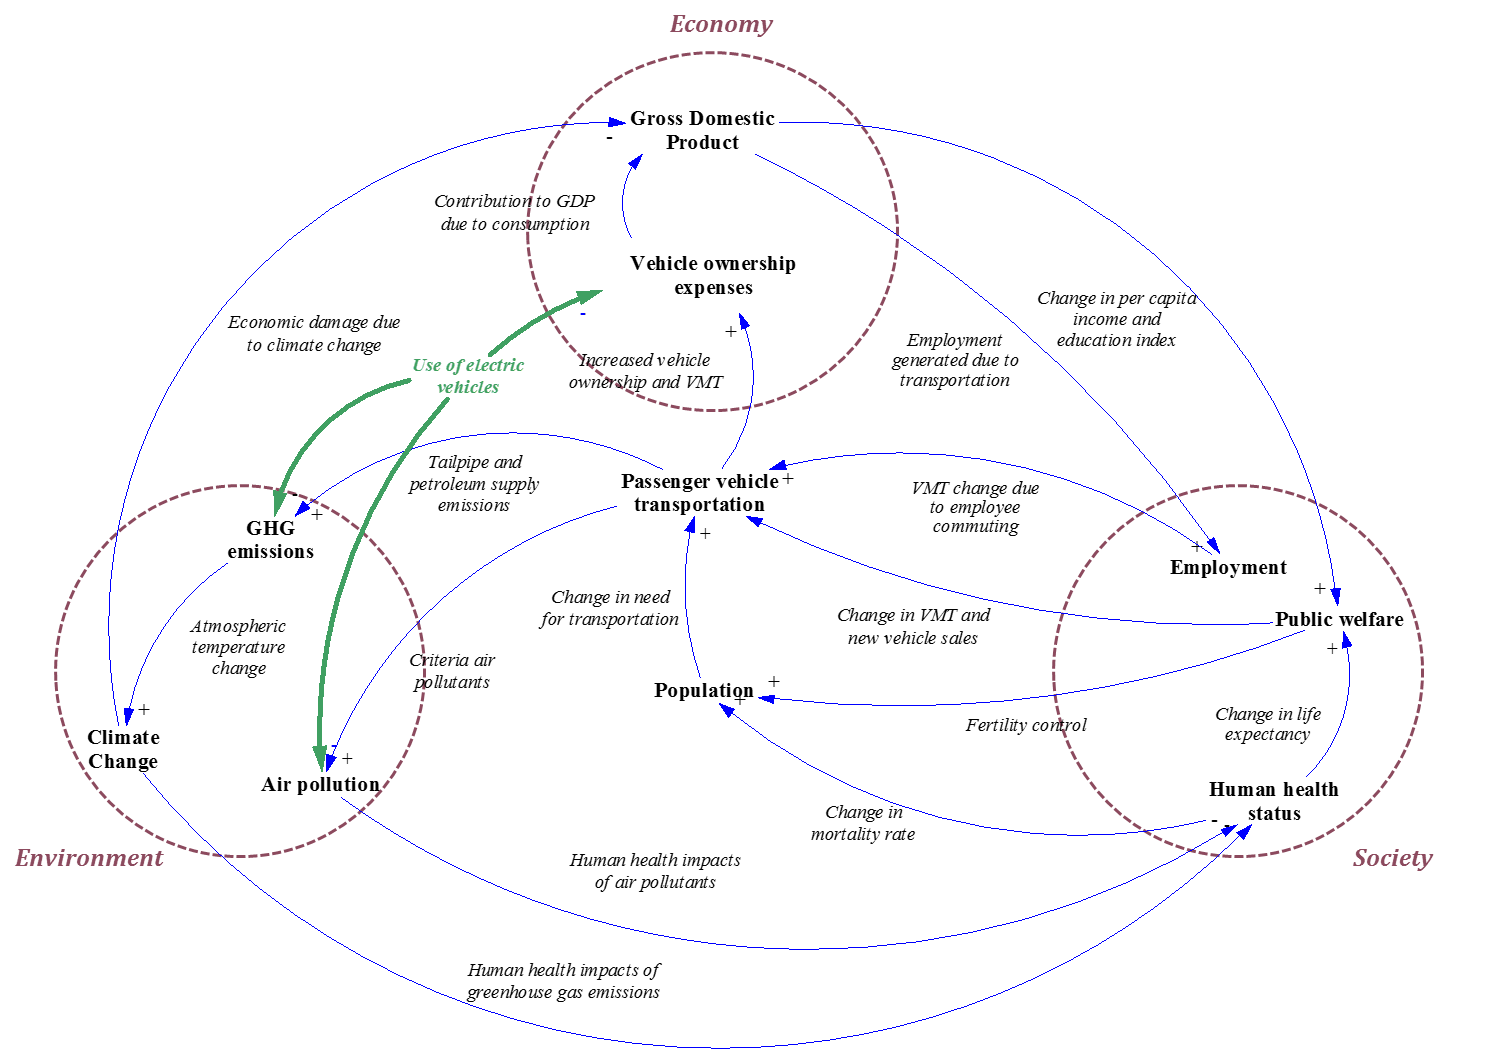 Economy
Gross Domestic
Product
-
Contribution to GDP
due to consumption
Vehicle ownership
expenses
-
+
Economic damage due
to climate change
Use of electric
vehicles
Increased vehicle
ownership and VMT
Employment
generated due to
transportation
Change in per capita
income and
education index
Tailpipe and
petroleum supply
emissions
Passenger vehicle
transportation
+
+
VMT change due
to employee
commuting
-
+
GHG
emissions
+
Employment
+
Public welfare
+
Atmospheric
temperature
change
Change in need
for transportation
Change in VMT and
new vehicle sales
Criteria air
pollutants
Population
+
+
Fertility control
Change in life
expectancy
+
Climate
Change
-
+
Air pollution
Human health
status
-
-
Change in
mortality rate
Environment
Society
Human health impacts
of air pollutants
Human health impacts of
greenhouse gas emissions